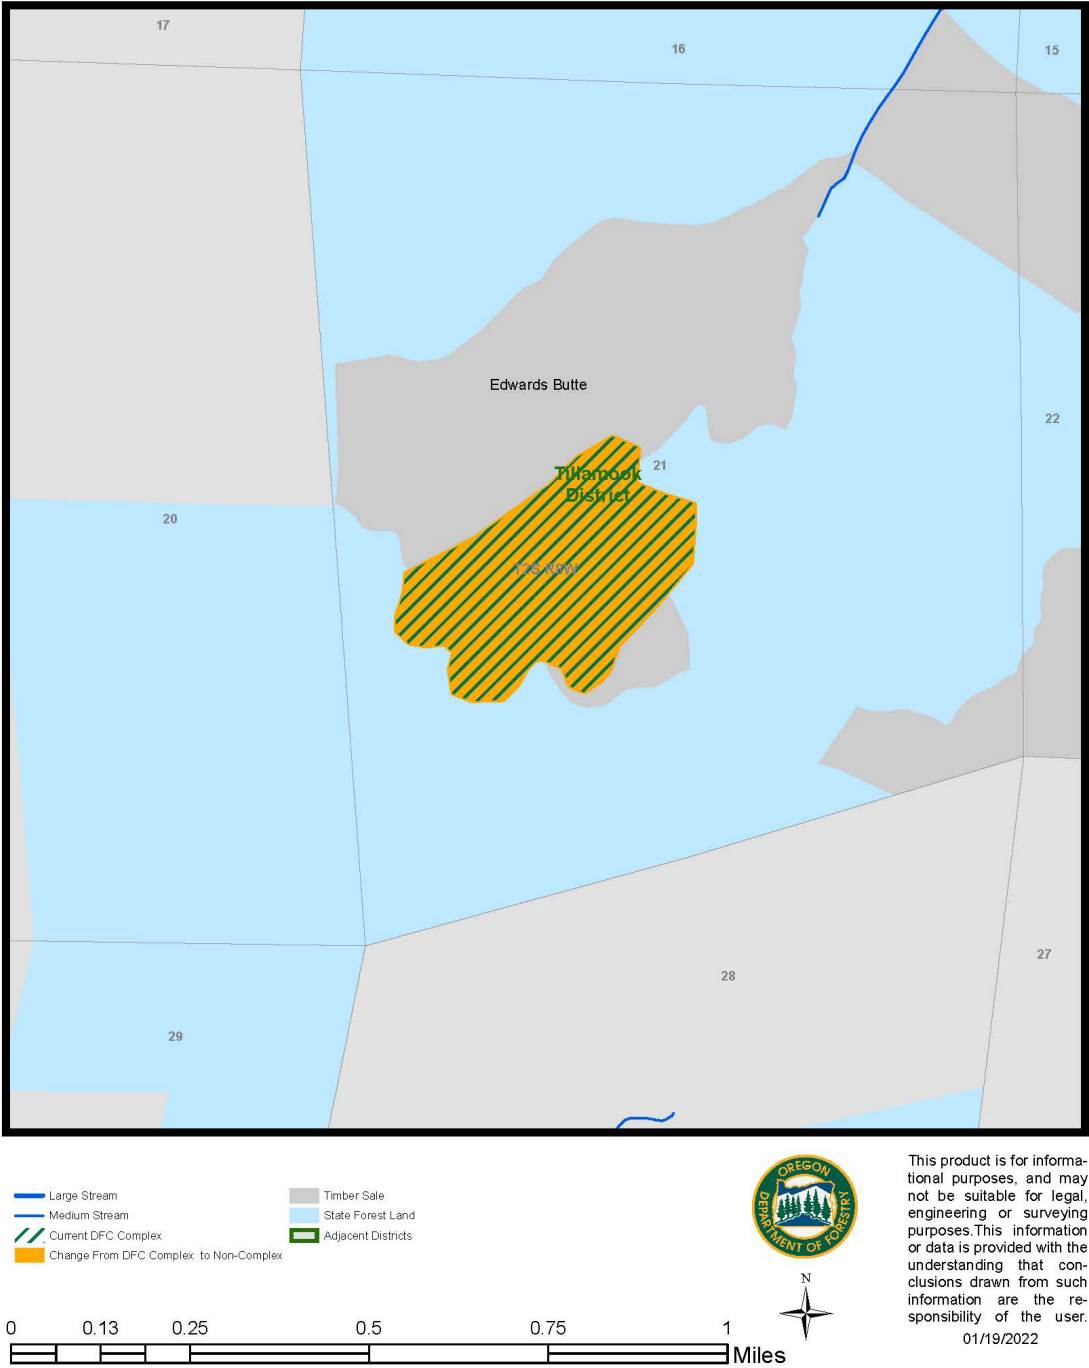 17
16
15
Edwards Butte
22
21
Tillamook
District
20
28
27
29
Large Stream
Medium Stream
Current DFC Complex
Change From DFC Complex to Non-Complex
Timber Sale
State Forest Land
Adjacent Districts
OREGON
DEPARTMENT OF FORESTRY
N
This product is for informa-
tional purposes, and may
not be suitable for legal,
engineering or surveying
purposes.This information
or data is provided with the
understanding that con-
clusions drawn from such
information are the re-
sponsibility of the user.
01/19/2022
0 0.13 0.25 0.5 0.75 1
Miles